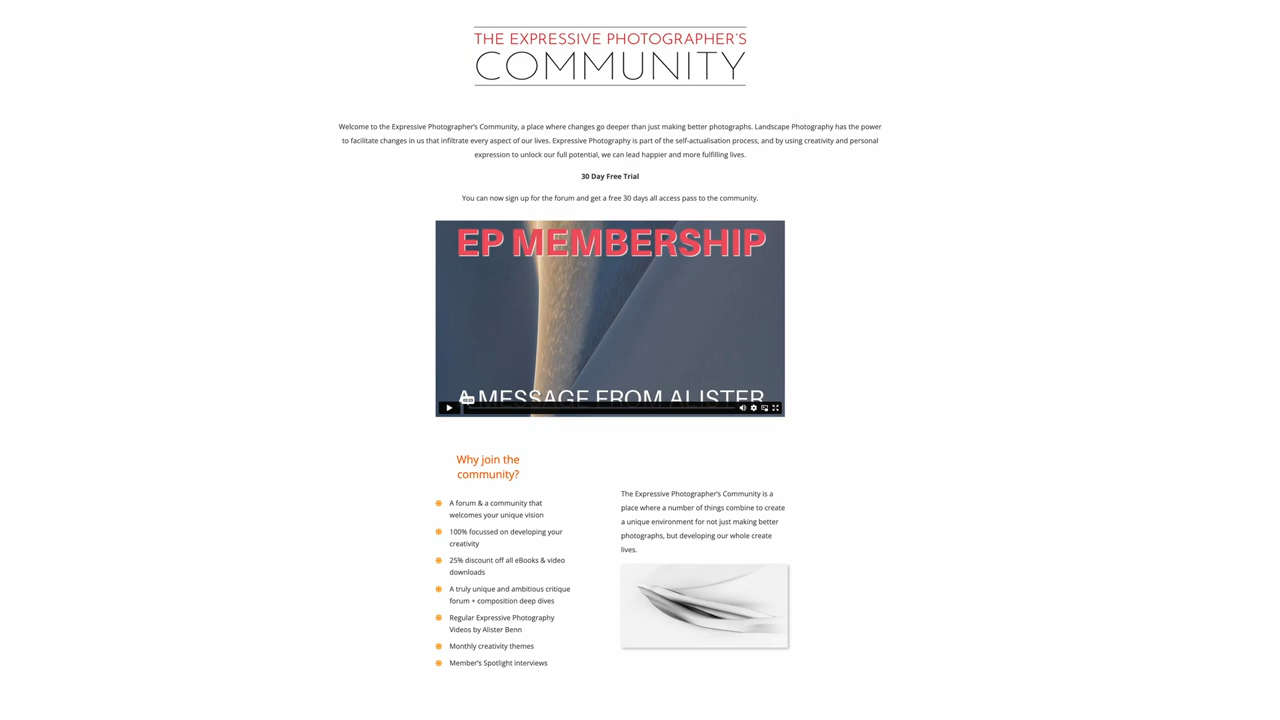 THE EXPRESSIVE PHOTOGRAPHER'S
COMMUNITY
Welcome to the Expressive Photographer's Community, a place where changes go deeper than just making better photographs. Landscape Photography has the power
to facilitate changes in us that infiltrate every aspect of our lives. Expressive Photography is part of the self-actualisation process, and by using creativity and personal
expression to unlock our full potential, we can lead happier and more fulfilling lives.
30 Day Free Trial
You can now sign up for the forum and get a free 30 days all access pass to the community.
EP MEMBERSHIP
A MESSAGE FROM ALISTER
00:03
Why join the
community?
A forum & a community that
welcomes your unique vision
100% focussed on developing your
creativity
25% discount off all eBooks & video
downloads
A truly unique and ambitious critique
forum + composition deep dives
Regular Expressive Photography
Videos by Alister Benn
Monthly creativity themes
Member's Spotlight interviews
The Expressive Photographer's Community is a
place where a number of things combine to create
a unique environment for not just making better
photographs, but developing our whole create
lives.